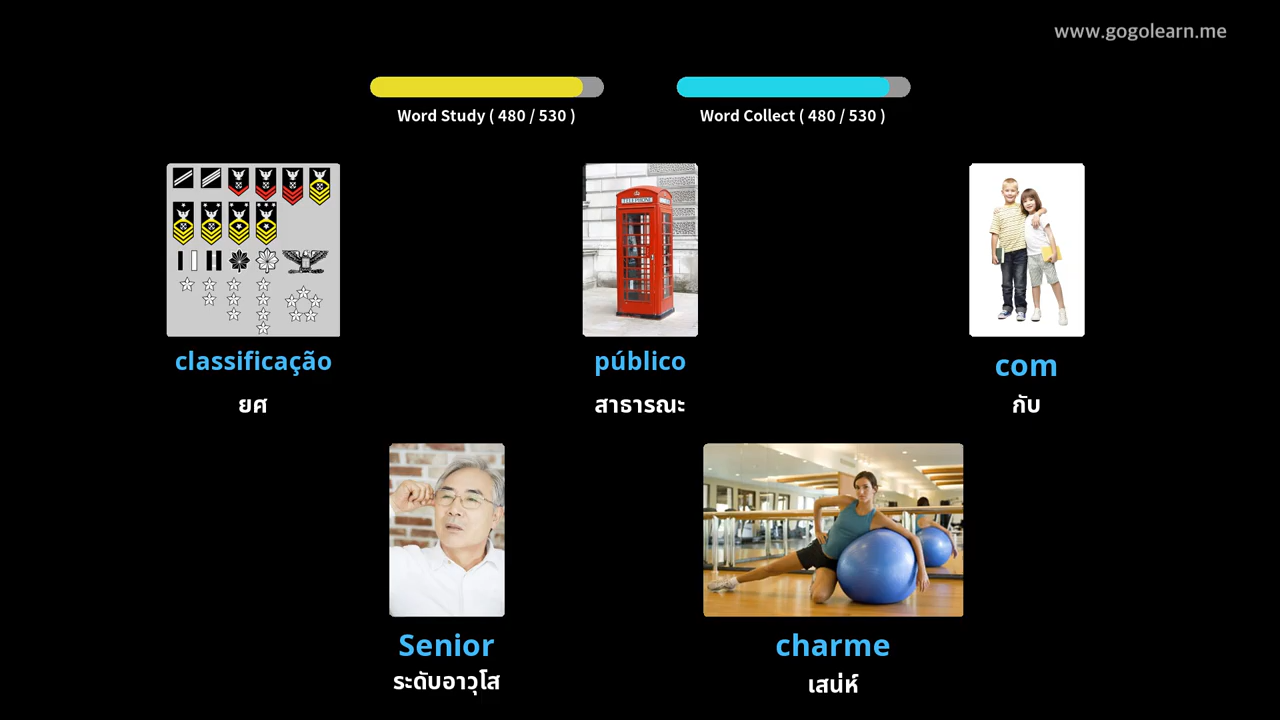 www.gogolearn.me
Word Study ( 480 / 530 )
Word Collect ( 480 / 530 )
TELEPHONE
classificação
público
com
ยศ
สาธารณะ
กับ
Senior
charme
ระดับอาวุโส
เสน่ห์